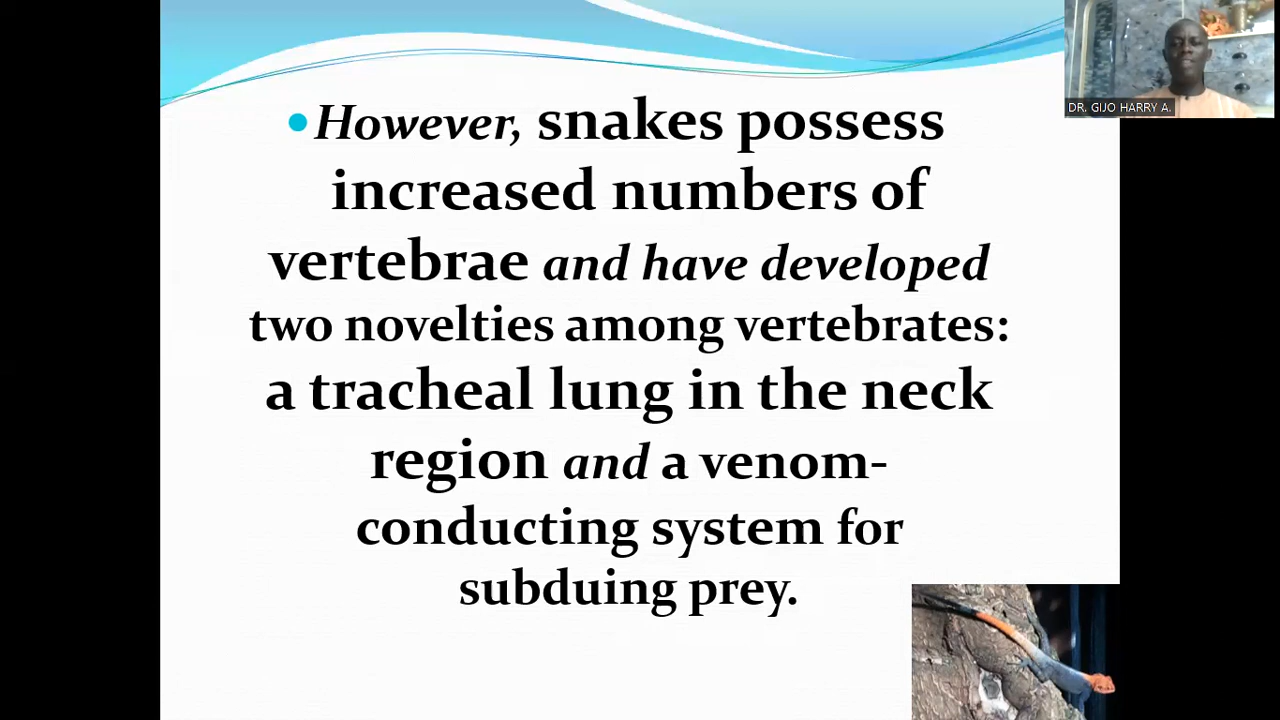 •However, snakes possess
increased numbers of
vertebrae and have developed
two novelties among vertebrates:
a tracheal lung in the neck
region and a venom-
conducting system for
subduing prey.
DR. GIJO HARRY A.